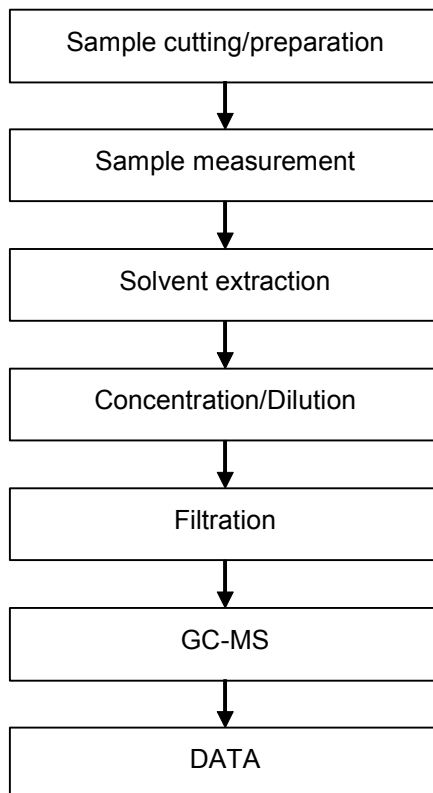 Sample cutting/preparation
Sample measurement
Solvent extraction
Concentration/Dilution
Filtration
GC-MS
DATA